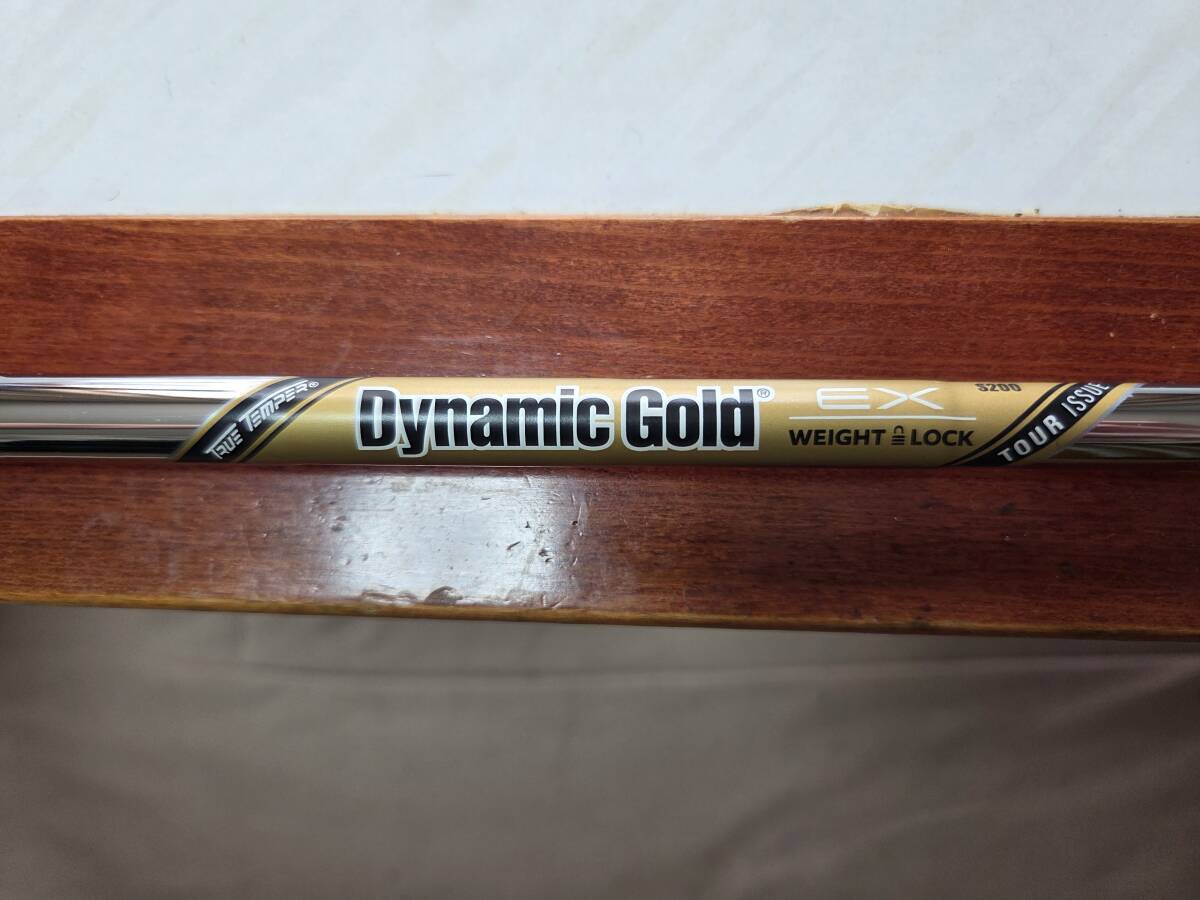 TRUE TEMPER®
Dynamic Gold®
EX
WEIGHT LOCK
S200
TOUR ISSUE